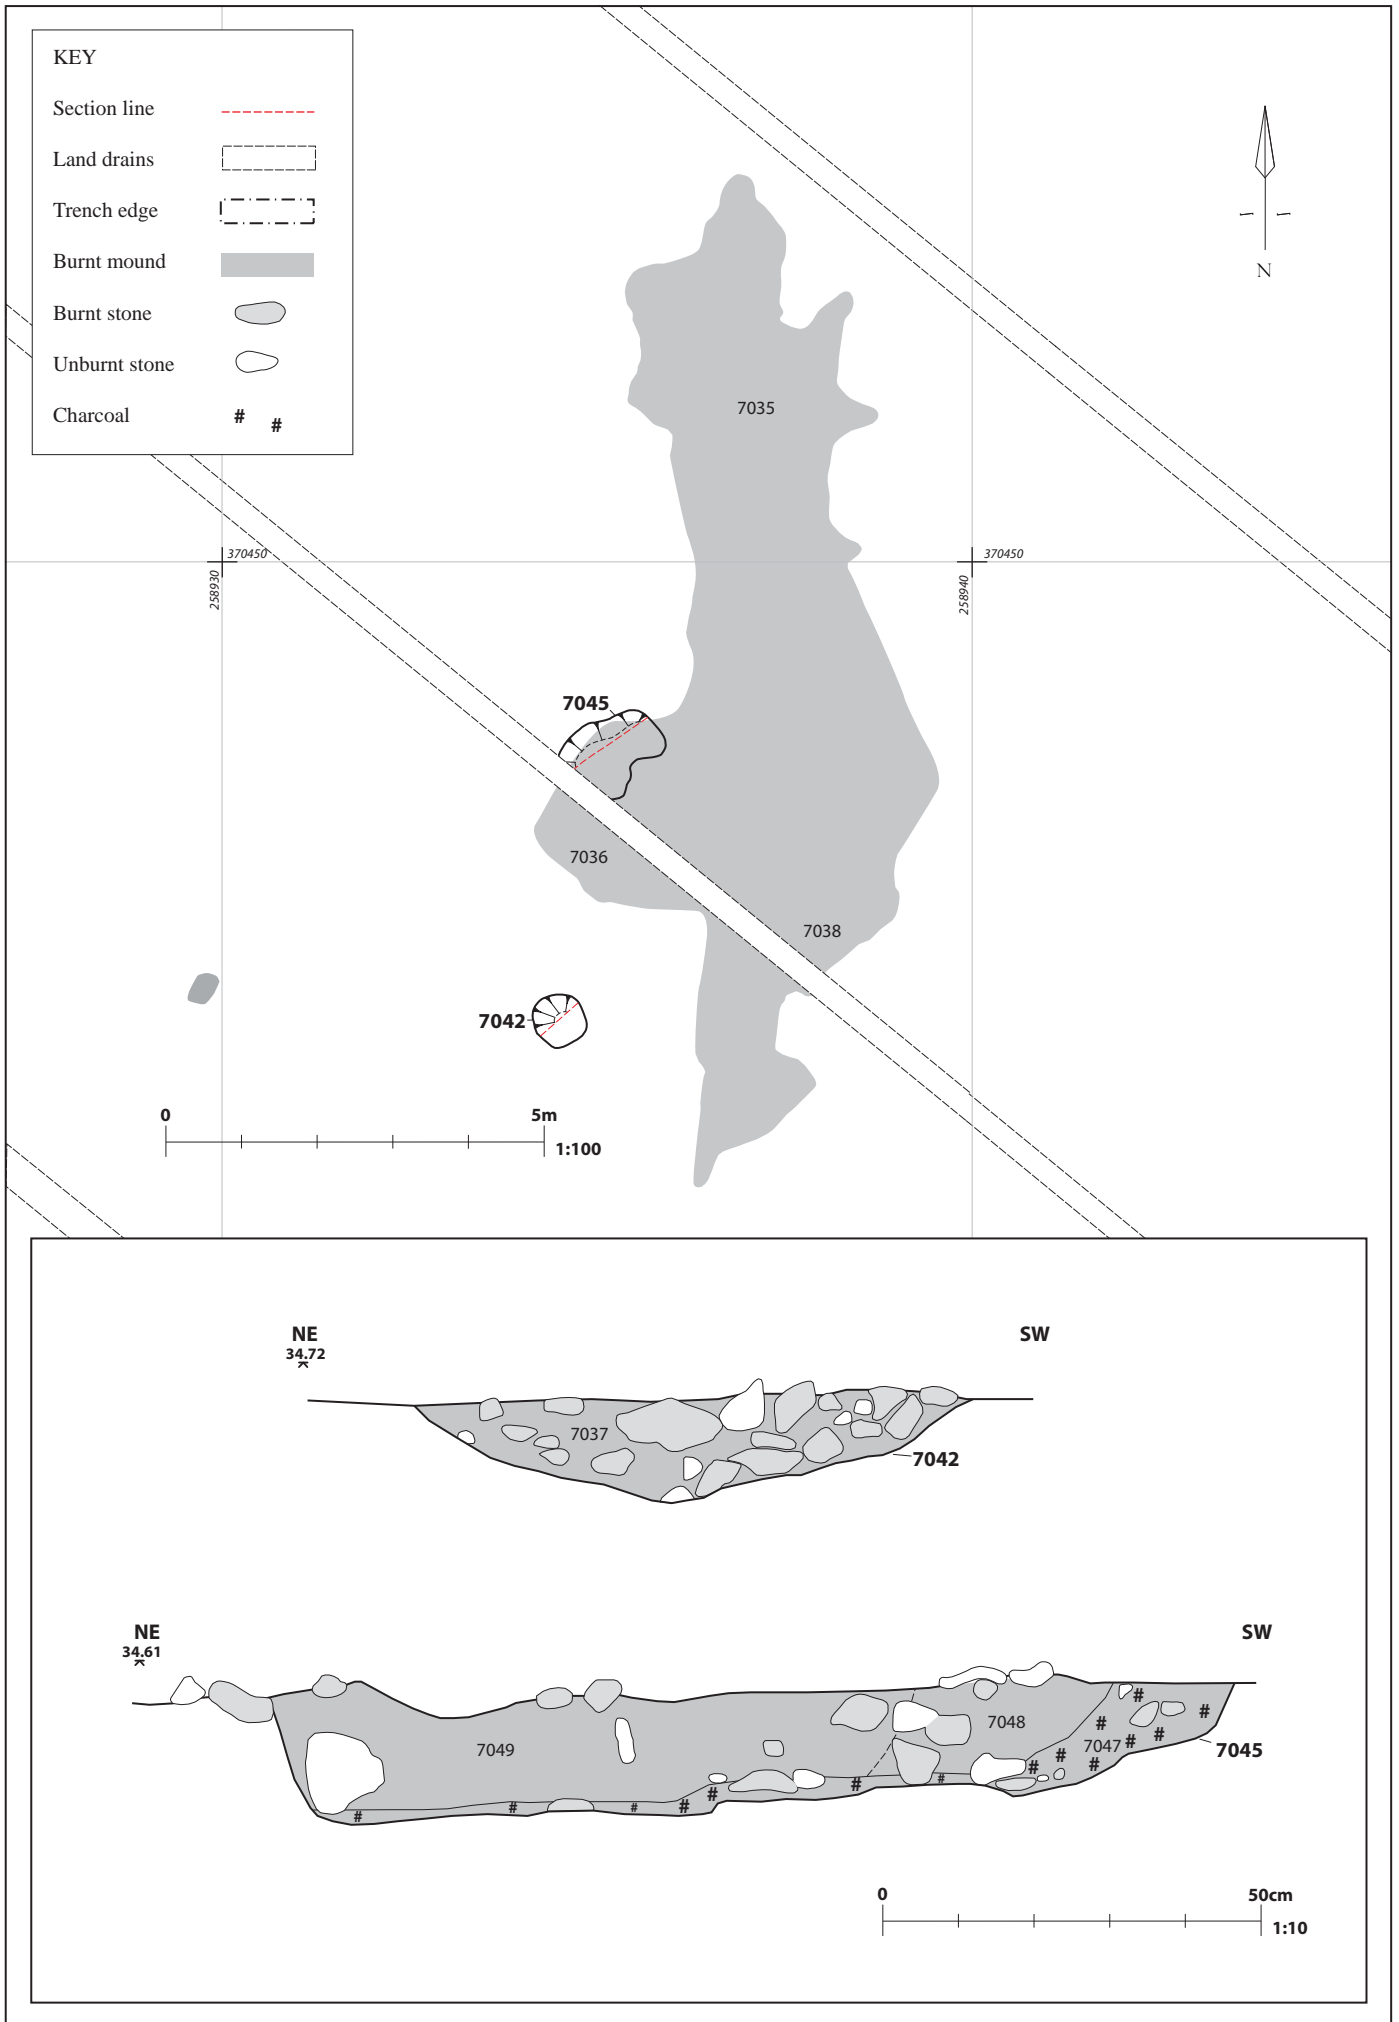 KEY
Section line
Land drains
Trench edge
Burnt mound
Burnt stone
Unburnt stone
Charcoal # #
N
7035
370450
258930
370450
258940
7045
7036
7038
7042
0 5m
1:100
NE SW
34.72
7037
7042
NE SW
34.61
7049
7048
7047
7045
0 50cm
1:10